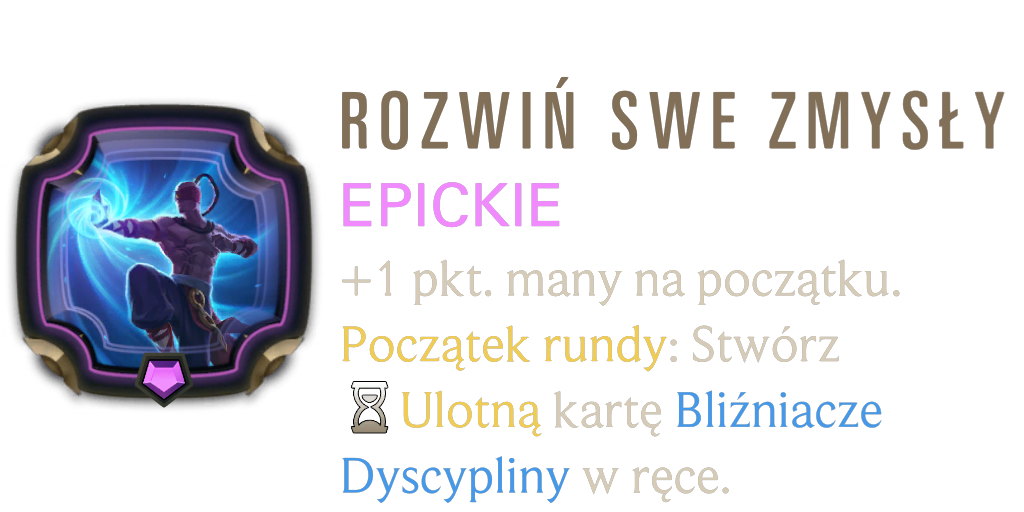 ROZWIŃ SWE ZMYSŁY
EPICKIE
+1 pkt. many na początku.
Początek rundy: Stwórz
Ulotną kartę Bliźniacze
Dyscypliny w ręce.